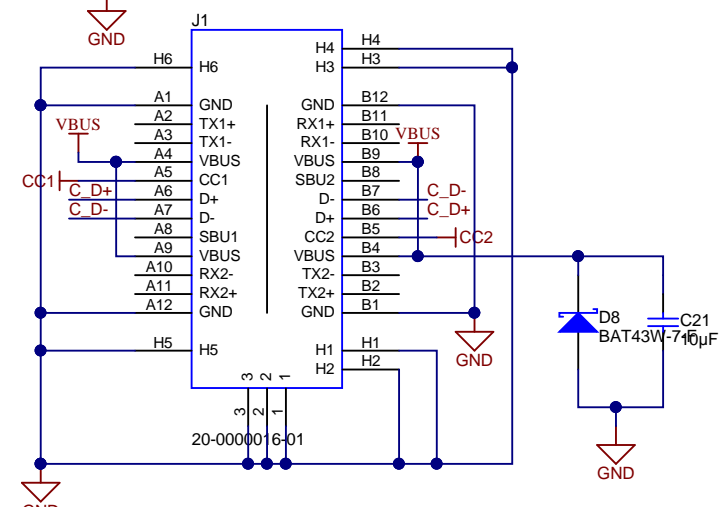 GND
J1
H6 H6
A1 GND
A2 TX1+
A3 TX1-
VBUS
A4 VBUS
CC1 A5 CC1
C_D+ A6 D+
C_D- A7 D-
A8 SBU1
A9 VBUS
A10 RX2-
A11 RX2+
A12 GND
H5 H5
H4 H4
H3 H3
GND B12
RX1+ B11
RX1- B10
VBUS
VBUS B9
SBU2 B8
D- B7 C_D-
D+ B6 C_D+
CC2 B5 CC2
VBUS B4
TX2- B3
TX2+ B2
GND B1
H1 H1
H2 H2
GND
3 2 1
3 2 1
20-0000016-01
D8
BAT43W-7-F
C21
10µF
GND
GND